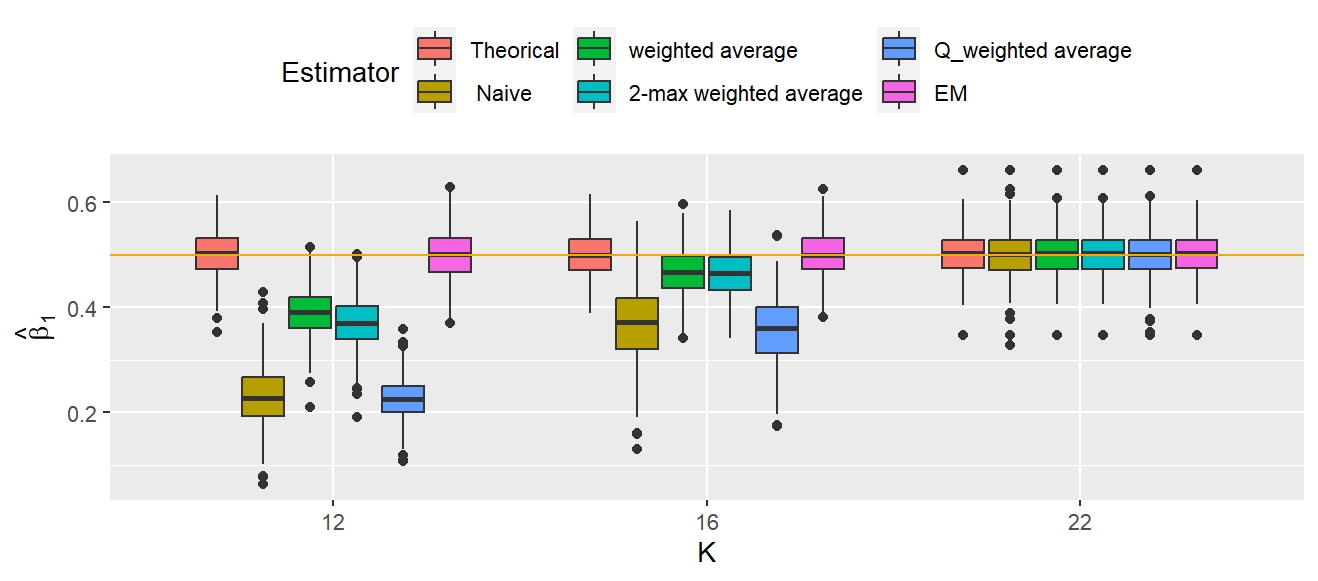 Estimator
Theorical
weighted average
Q_weighted average
Naive
2-max weighted average
EM
0.6
0.4
0.2
β̂₁
12
16
22
K